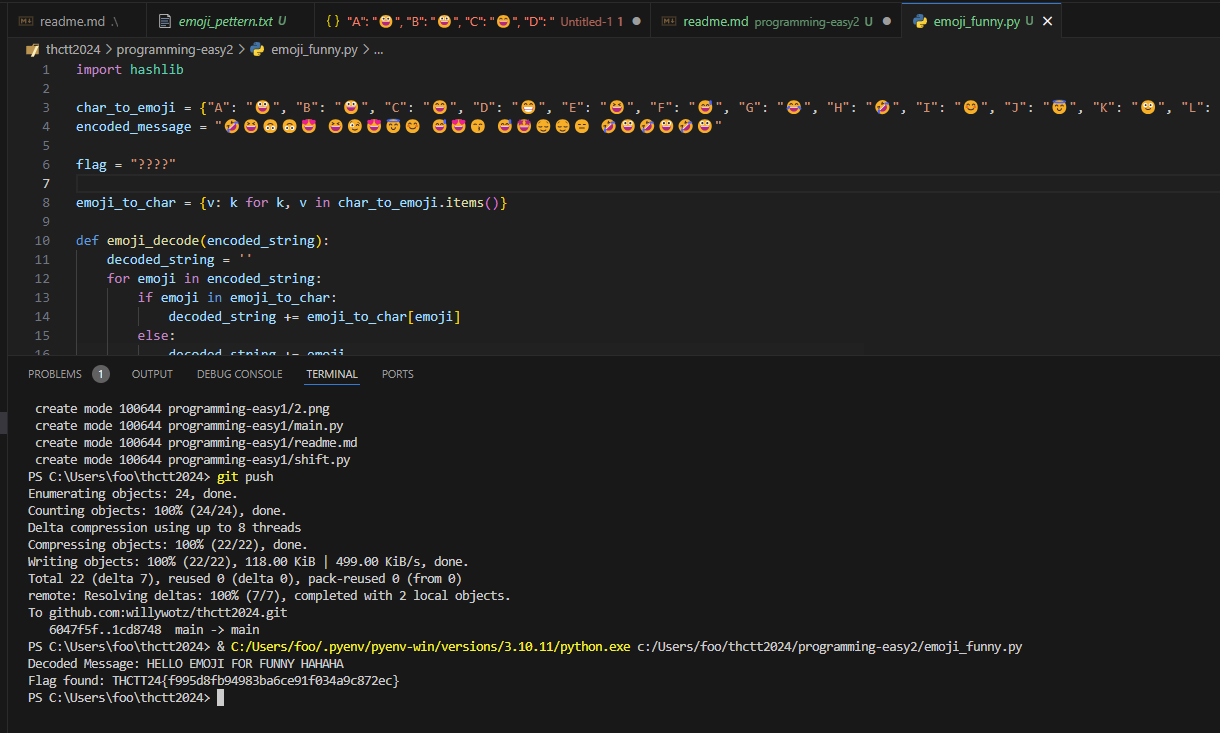 readme.md .\ emoji_pettern.txt U {} "A": "😀", "B": "😃", "C": "😄", "D": " Untitled-1 1 ● readme.md programming-easy2 U ● emoji_funny.py U ✕
thctt2024 > programming-easy2 > emoji_funny.py > ...
1 import hashlib
2
3 char_to_emoji = {"A": "😀", "B": "😃", "C": "😄", "D": "😁", "E": "😆", "F": "😅", "G": "😂", "H": "🤣", "I": "😊", "J": "😇", "K": "🙂", "L":
4 encoded_message = "🤣😆🙃🙃😍 😆😉😍😇😊 😅😍😙 😅🤩😔😔😑 🤣😀🤣😀🤣😀"
5
6 flag = "????"
7
8 emoji_to_char = {v: k for k, v in char_to_emoji.items()}
9
10 def emoji_decode(encoded_string):
11 decoded_string = ''
12 for emoji in encoded_string:
13 if emoji in emoji_to_char:
14 decoded_string += emoji_to_char[emoji]
15 else:
16 decoded_string += emoji
PROBLEMS 1 OUTPUT DEBUG CONSOLE TERMINAL PORTS
create mode 100644 programming-easy1/2.png
create mode 100644 programming-easy1/main.py
create mode 100644 programming-easy1/readme.md
create mode 100644 programming-easy1/shift.py
PS C:\Users\foo\thctt2024> git push
Enumerating objects: 24, done.
Counting objects: 100% (24/24), done.
Delta compression using up to 8 threads
Compressing objects: 100% (22/22), done.
Writing objects: 100% (22/22), 118.00 KiB | 499.00 KiB/s, done.
Total 22 (delta 7), reused 0 (delta 0), pack-reused 0 (from 0)
remote: Resolving deltas: 100% (7/7), completed with 2 local objects.
To github.com:willywotz/thctt2024.git
6047f5f..1cd8748 main -> main
PS C:\Users\foo\thctt2024> & C:/Users/foo/.pyenv/pyenv-win/versions/3.10.11/python.exe c:/Users/foo/thctt2024/programming-easy2/emoji_funny.py
Decoded Message: HELLO EMOJI FOR FUNNY HAHAHA
Flag found: THCTT24{f995d8fb94983ba6ce91f034a9c872ec}
PS C:\Users\foo\thctt2024>